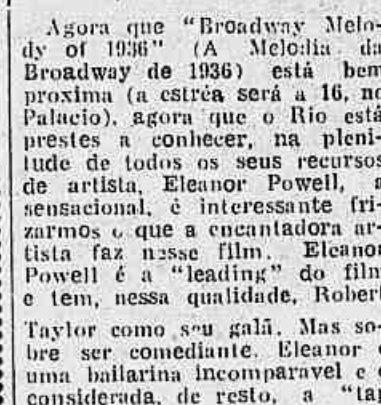 Agora que "Broadway Melo-
dy of 1936" (A Melodia da
Broadway de 1936) está bem
proxima (a estréa será a 16, no
Palacio), agora que o Rio está
prestes a conhecer, na pleni-
tude de todos os seus recursos
de artista, Eleanor Powell, a
sensacional, é interessante fri-
zarmos o que a encantadora ar-
tista faz nesse film. Eleanor
Powell é a "leading" do film
e tem, nessa qualidade, Robert
Taylor como seu galã. Mas so-
bre ser comediante, Eleanor é
uma bailarina incomparavel e é
considerada, de resto, a "tap